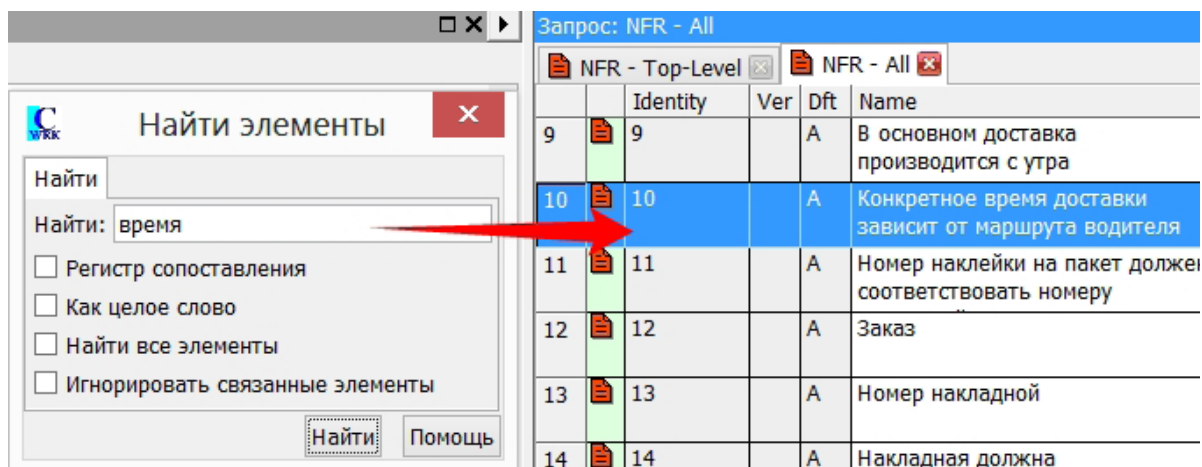 Запрос: NFR - All
NFR - Top-Level
NFR - All
Identity Ver Dft Name
9 9 A В основном доставка
производится с утра
10 10 A Конкретное время доставки
зависит от маршрута водителя
11 11 A Номер наклейки на пакет должен
соответствовать номеру
12 12 A Заказ
13 13 A Номер накладной
14 14 A Накладная должна
C
WRK
Найти элементы
Найти
Найти: время
Регистр сопоставления
Как целое слово
Найти все элементы
Игнорировать связанные элементы
Найти Помощь